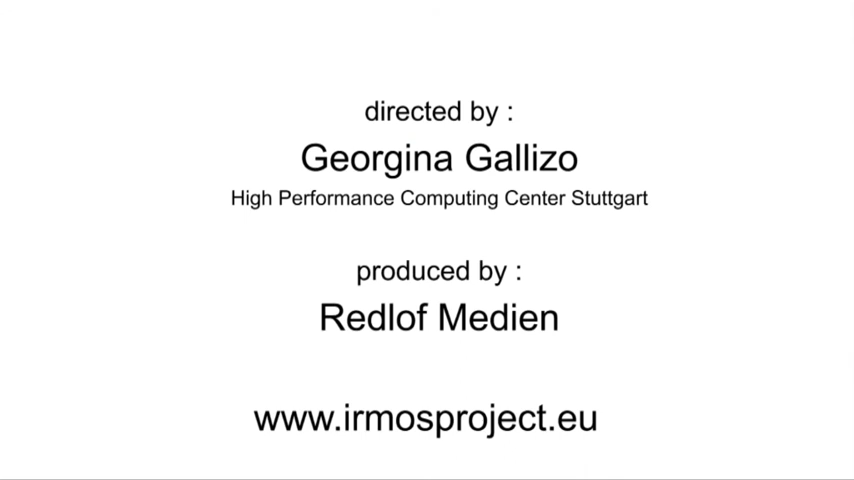 directed by :
Georgina Gallizo
High Performance Computing Center Stuttgart
produced by :
Redlof Medien
www.irmosproject.eu